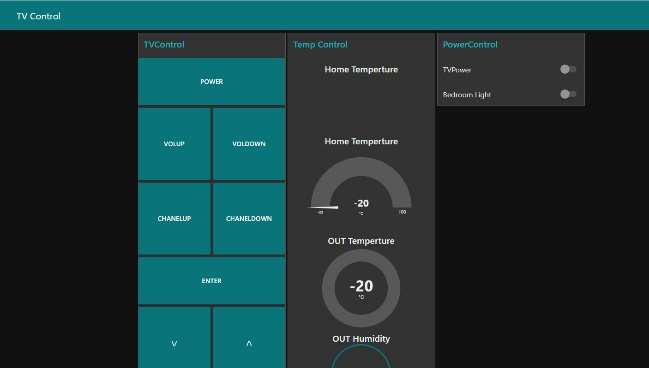 TV Control
TVControl
POWER
VOLUP
VOLDOWN
CHANELUP
CHANELDOWN
ENTER
Temp Control
Home Temperture
Home Temperture
-20
°C
-20
100
OUT Temperture
-20
°C
OUT Humidity
PowerControl
TVPower
Bedroom Light